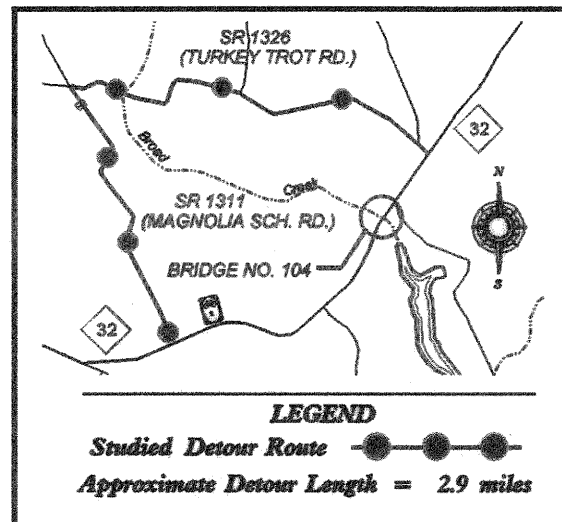 SR 1326
(TURKEY TROT RD.)
32
N
Broad
Creek
SR 1311
(MAGNOLIA SCH. RD.)
S
BRIDGE NO. 104
32
LEGEND
Studied Detour Route
Approximate Detour Length = 2.9 miles